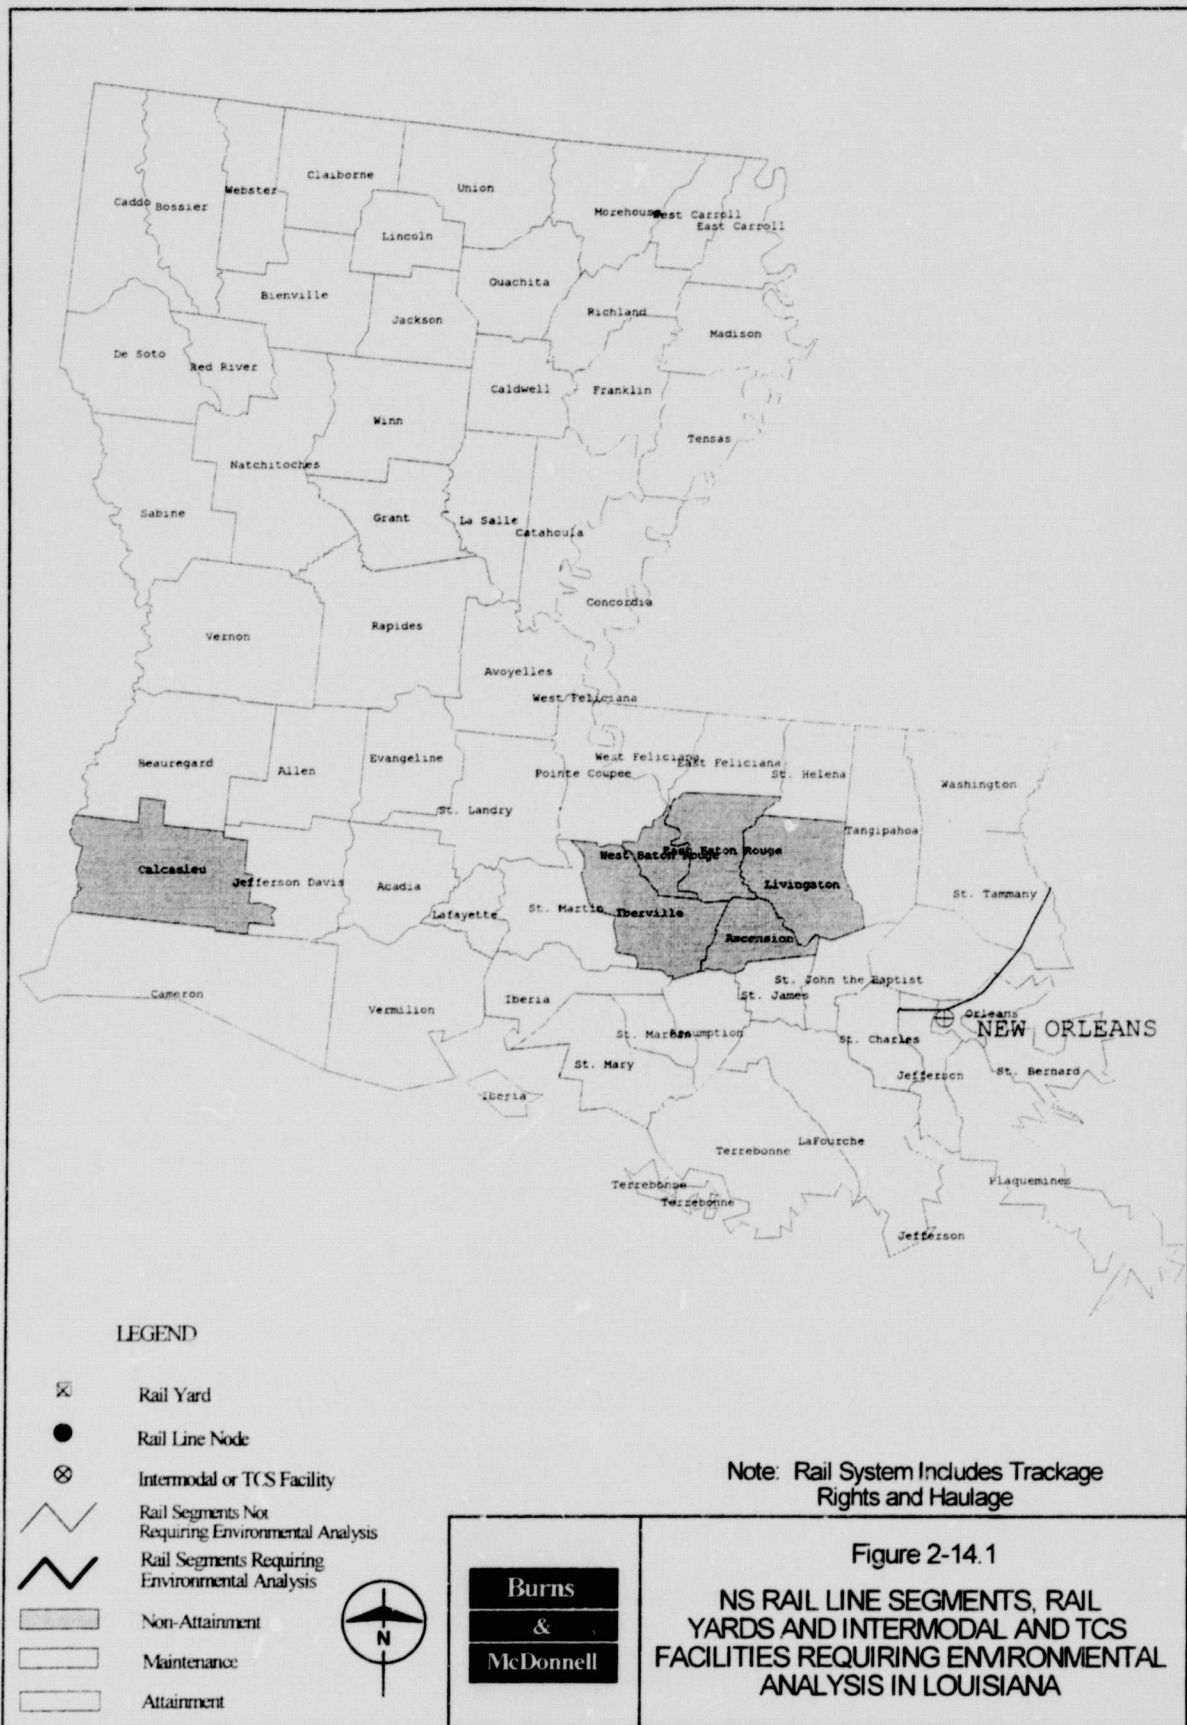 Claiborne
Webster
Union
Caddo
Bossier
Morehouse
West Carroll
East Carroll
Lincoln
Ouachita
Bienville
Richland
Jackson
Madison
De Soto
Red River
Caldwell
Franklin
Winn
Tensas
Natchitoches
Sabine
Grant
La Salle
Catahoula
Concordia
Rapides
Vernon
Avoyelles
West Feliciana
Evangeline
West Feliciana
East Feliciana
Beauregard
Allen
Pointe Coupee
St. Helena
Washington
St. Landry
Tangipahoa
West Baton Rouge
East Baton Rouge
Calcasieu
Jefferson Davis
Acadia
Livingston
St. Tammany
Lafayette
St. Martin
Iberville
Ascension
St. John the Baptist
Cameron
Iberia
St. James
Vermilion
Orleans
NEW ORLEANS
St. Martin
Assumption
St. Charles
St. Mary
Jefferson
St. Bernard
Iberia
LaFourche
Terrebonne
Terrebonne
Plaquemines
Terrebonne
Jefferson
LEGEND
Rail Yard
Rail Line Node
Intermodal or TCS Facility
Rail Segments Not
Requiring Environmental Analysis
Rail Segments Requiring
Environmental Analysis
Non-Attainment
Maintenance
Attainment
N
Note: Rail System Includes Trackage
Rights and Haulage
Burns
&
McDonnell
Figure 2-14.1
NS RAIL LINE SEGMENTS, RAIL
YARDS AND INTERMODAL AND TCS
FACILITIES REQUIRING ENVIRONMENTAL
ANALYSIS IN LOUISIANA